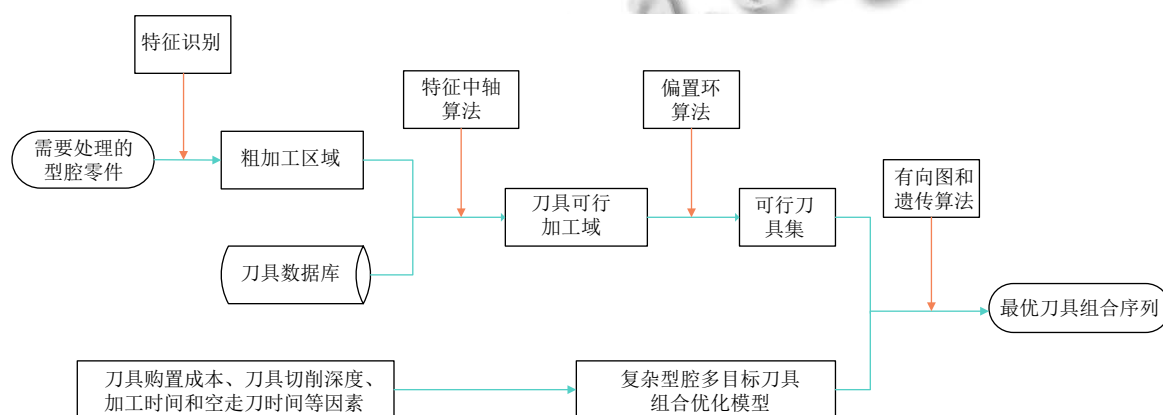 特征识别
特征中轴
算法
偏置环
算法
需要处理的
型腔零件
粗加工区域
有向图和
遗传算法
刀具可行
加工域
可行刀
具集
刀具数据库
最优刀具组合序列
刀具购置成本、刀具切削深度、
加工时间和空走刀时间等因素
复杂型腔多目标刀具
组合优化模型